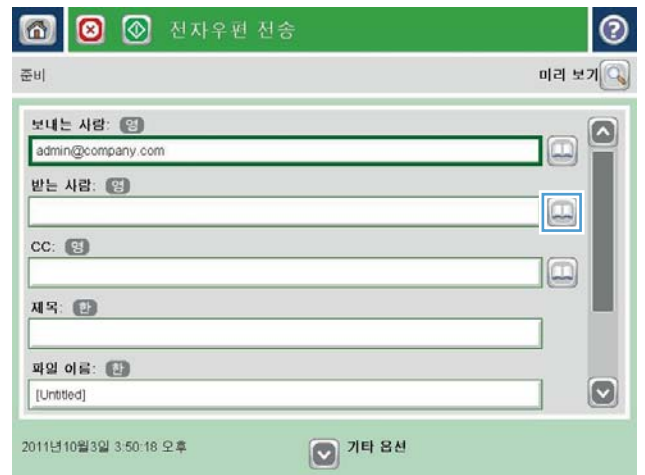 전자우편 전송
준비
미리 보기
보내는 사람: 영
admin@company.com
받는 사람: 영
CC: 영
제목: 한
파일 이름: 한
[Untitled]
2011년10월3일 3:50:18 오후
기타 옵션